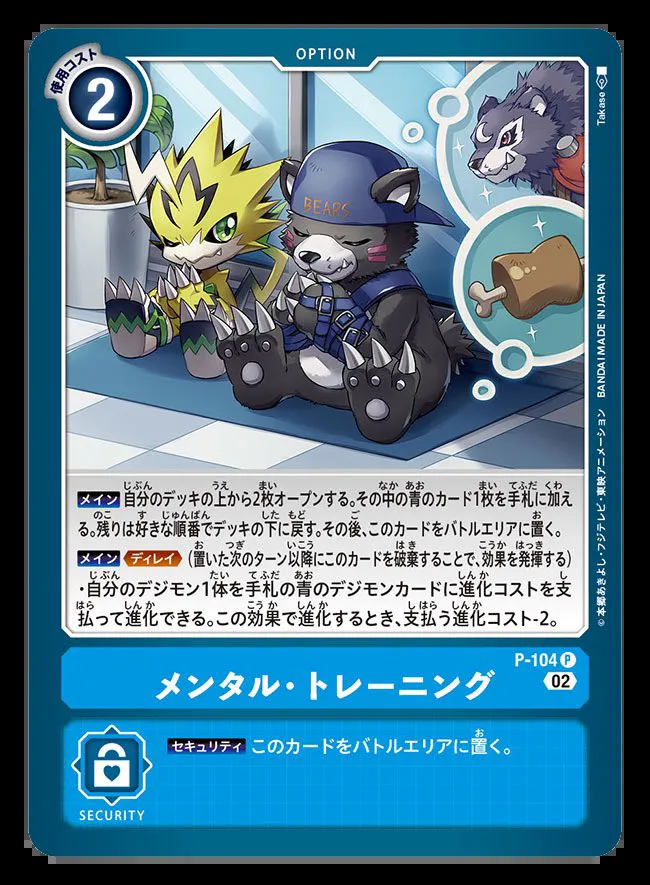 OPTION
使用コスト
2
BEARS
Takase
メイン 自分のデッキの上から2枚オープンする。その中の青のカード1枚を手札に加え
る。残りは好きな順番でデッキの下に戻す。その後、このカードをバトルエリアに置く。
メイン ディレイ (置いた次のターン以降にこのカードを破棄することで、効果を発揮する)
・自分のデジモン1体を手札の青のデジモンカードに進化コストを支
払って進化できる。この効果で進化するとき、支払う進化コスト-2。
©本郷あきよし・フジテレビ・東映アニメーション BANDAI MADE IN JAPAN
P-104 P
02
メンタル・トレーニング
セキュリティ このカードをバトルエリアに置く。
SECURITY